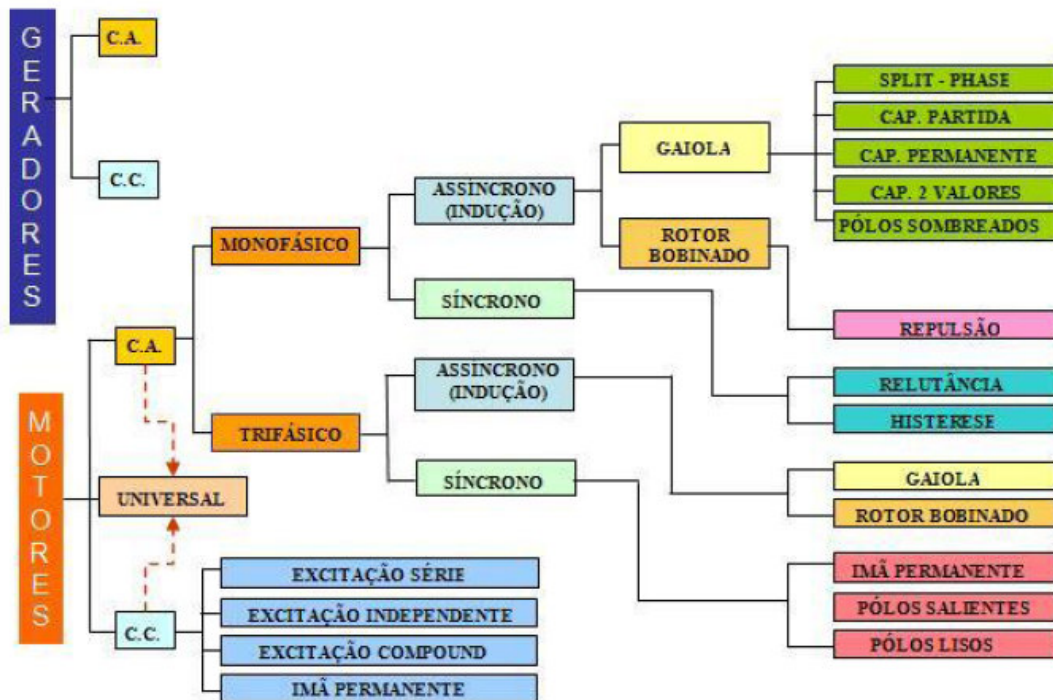 GERADORES
C.A.
C.C.
MOTORES
C.A.
UNIVERSAL
C.C.
MONOFÁSICO
TRIFÁSICO
ASSÍNCRONO
(INDUÇÃO)
SÍNCRONO
ASSÍNCRONO
(INDUÇÃO)
SÍNCRONO
GAIOLA
ROTOR
BOBINADO
SPLIT - PHASE
CAP. PARTIDA
CAP. PERMANENTE
CAP. 2 VALORES
PÓLOS SOMBREADOS
REPULSÃO
RELUTÂNCIA
HISTERESE
GAIOLA
ROTOR BOBINADO
IMÃ PERMANENTE
PÓLOS SALIENTES
PÓLOS LISOS
EXCITAÇÃO SÉRIE
EXCITAÇÃO INDEPENDENTE
EXCITAÇÃO COMPOUND
IMÃ PERMANENTE